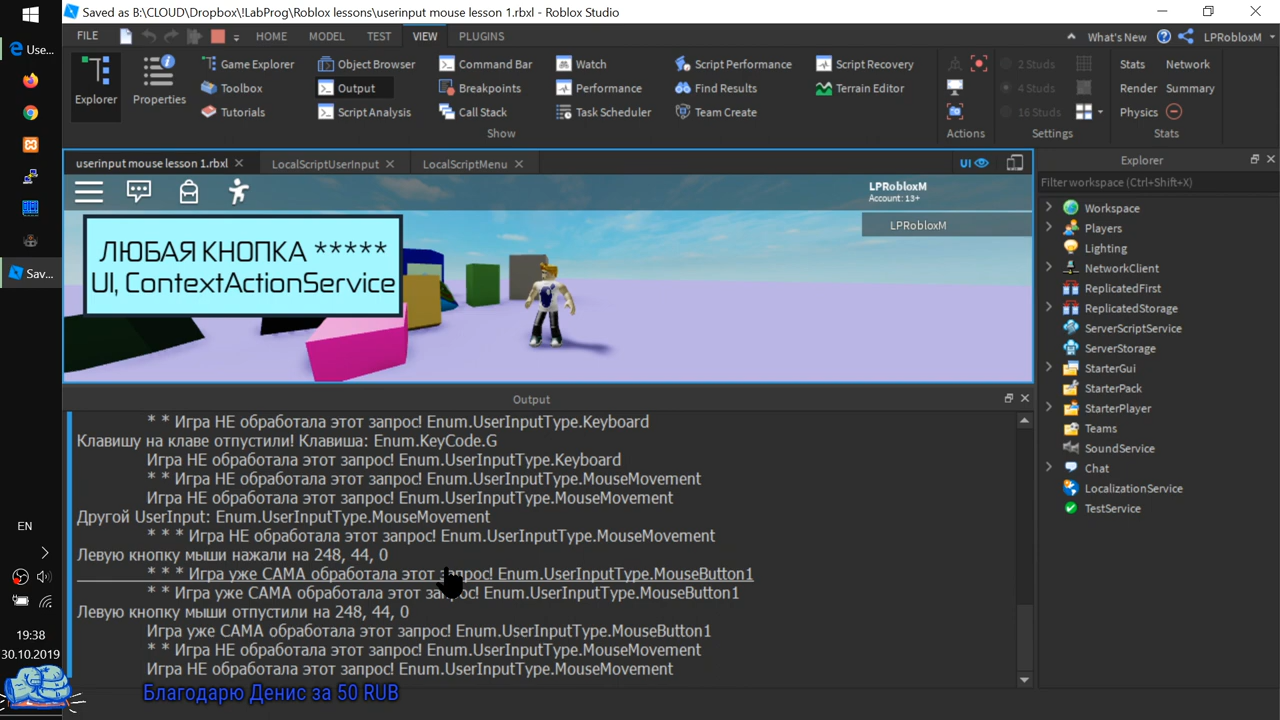 Saved as B:\CLOUD\Dropbox\!LabProg\Roblox lessons\userinput mouse lesson 1.rbxl - Roblox Studio
FILE
HOME
MODEL
TEST
VIEW
PLUGINS
What's New
LPRobloxM
Explorer
Properties
Game Explorer
Toolbox
Tutorials
Object Browser
Output
Script Analysis
Command Bar
Breakpoints
Call Stack
Watch
Performance
Task Scheduler
Script Performance
Find Results
Team Create
Script Recovery
Terrain Editor
Show
Actions
2 Studs
4 Studs
16 Studs
Settings
Stats
Network
Render
Summary
Physics
Stats
Use...
Sav...
EN
19:38
30.10.2019
userinput mouse lesson 1.rbxl
LocalScriptUserInput
LocalScriptMenu
UI
LPRobloxM
Account: 13+
LPRobloxM
ЛЮБАЯ КНОПКА *****
UI, ContextActionService
Output
* * Игра НЕ обработала этот запрос! Enum.UserInputType.Keyboard
Клавишу на клаве отпустили! Клавиша: Enum.KeyCode.G
Игра НЕ обработала этот запрос! Enum.UserInputType.Keyboard
* * Игра НЕ обработала этот запрос! Enum.UserInputType.MouseMovement
Игра НЕ обработала этот запрос! Enum.UserInputType.MouseMovement
Другой UserInput: Enum.UserInputType.MouseMovement
* * * Игра НЕ обработала этот запрос! Enum.UserInputType.MouseMovement
Левую кнопку мыши нажали на 248, 44, 0
* * * Игра уже САМА обработала этот запрос! Enum.UserInputType.MouseButton1
* * Игра уже САМА обработала этот запрос! Enum.UserInputType.MouseButton1
Левую кнопку мыши отпустили на 248, 44, 0
Игра уже САМА обработала этот запрос! Enum.UserInputType.MouseButton1
* * Игра НЕ обработала этот запрос! Enum.UserInputType.MouseMovement
Игра НЕ обработала этот запрос! Enum.UserInputType.MouseMovement
Благодарю Денис за 50 RUB
Explorer
Filter workspace (Ctrl+Shift+X)
Workspace
Players
Lighting
NetworkClient
ReplicatedFirst
ReplicatedStorage
ServerScriptService
ServerStorage
StarterGui
StarterPack
StarterPlayer
Teams
SoundService
Chat
LocalizationService
TestService